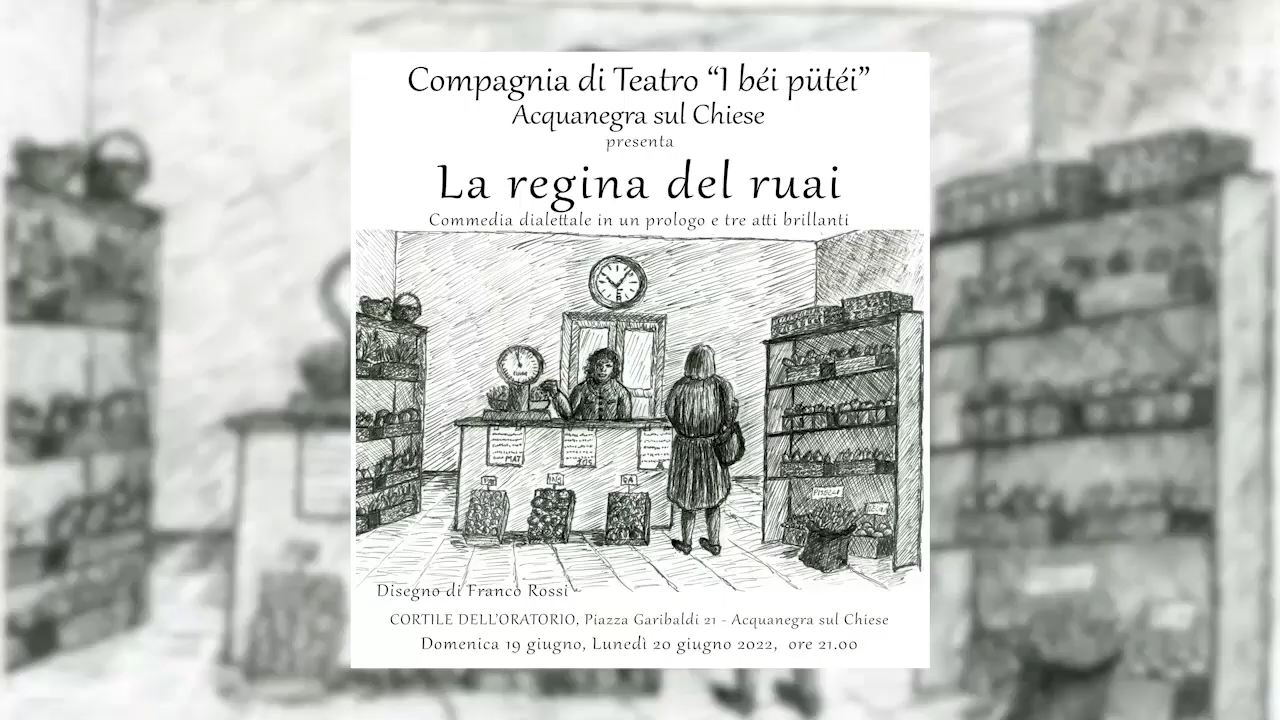 Compagnia di Teatro “I béi pütéi”
Acquanegra sul Chiese
presenta
La regina del ruai
Commedia dialettale in un prologo e tre atti brillanti
MAT
Disegno di Franco Rossi
CORTILE DELL’ORATORIO, Piazza Garibaldi 21 - Acquanegra sul Chiese
Domenica 19 giugno, Lunedì 20 giugno 2022, ore 21.00